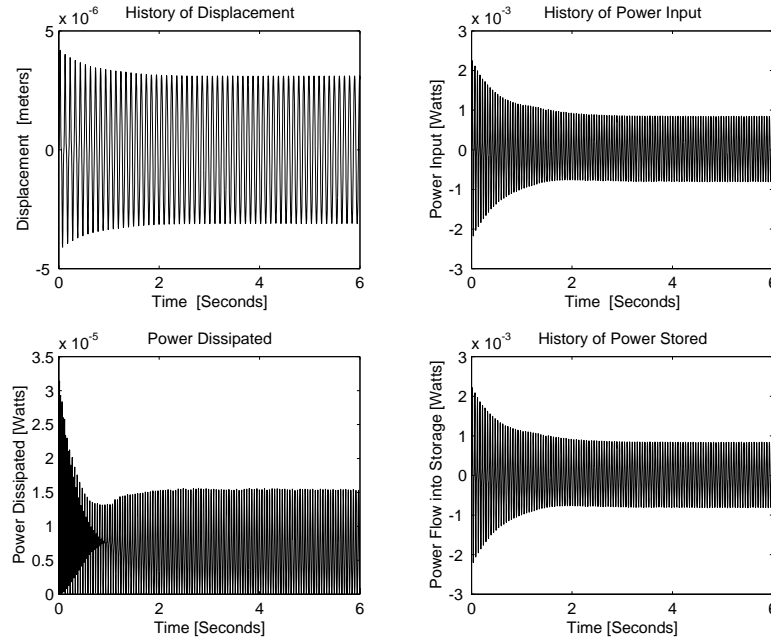 x 10^-6
History of Displacement
5
0
-5
0
2
4
6
Displacement [meters]
Time [Seconds]
x 10^-3
History of Power Input
3
2
1
0
-1
-2
-3
0
2
4
6
Power Input [Watts]
Time [Seconds]
x 10^-5
Power Dissipated
3.5
3
2.5
2
1.5
1
0.5
0
0
2
4
6
Power Dissipated [Watts]
Time [Seconds]
x 10^-3
History of Power Stored
3
2
1
0
-1
-2
-3
0
2
4
6
Power Flow into Storage [Watts]
Time [Seconds]